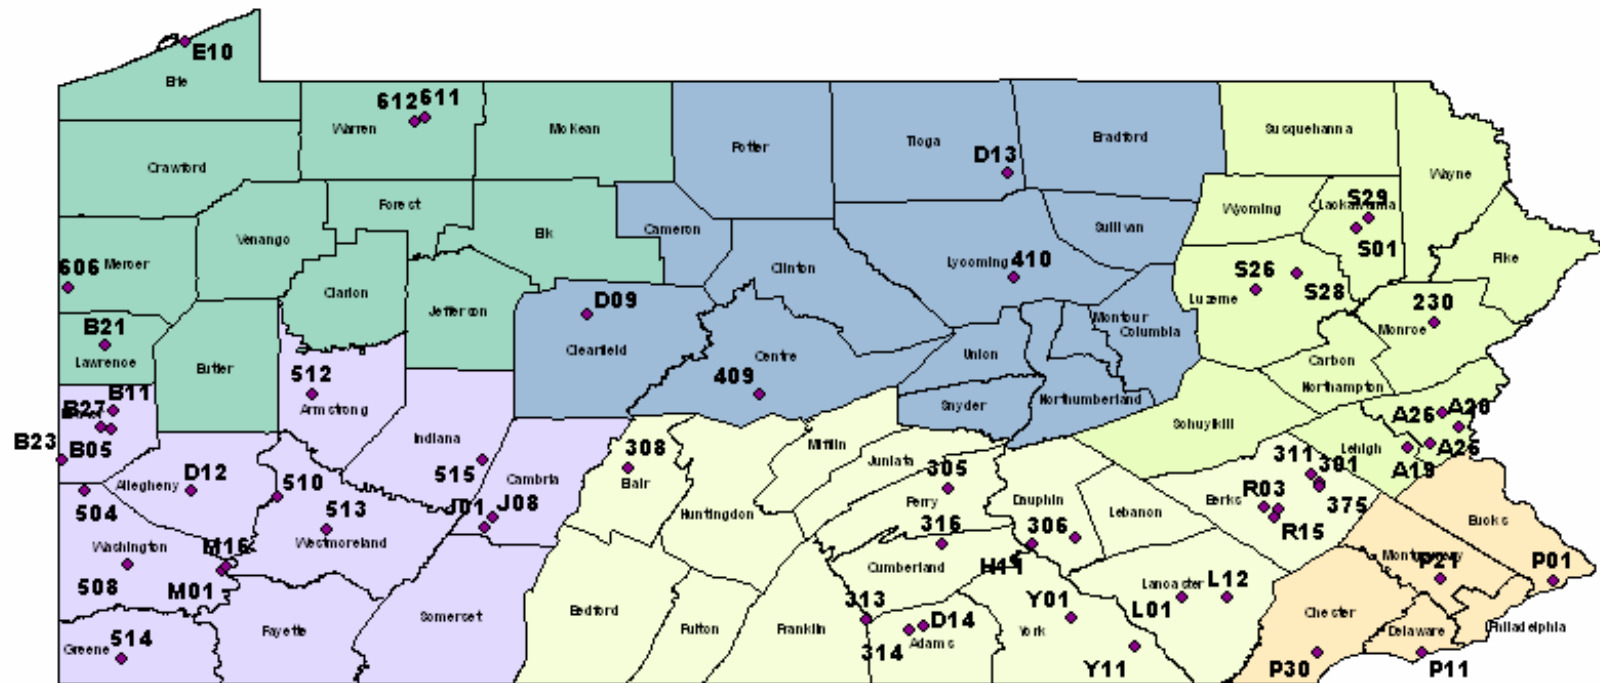 E10
Erie
612 611
Warren
McKean
Potter
Tioga
D13
Bradford
Susquehanna
Wayne
Crawford
Forest
Elk
Venango
Cameron
Clinton
Sullivan
Wyoming
S29
Lackawanna
S01
Pike
Mercer
606
Clarion
Jefferson
D09
Clearfield
Lycoming 410
Montour
Columbia
S26
Luzerne
S28
230
Monroe
B21
Lawrence
Butler
Centre
409
Union
Snyder
Northumberland
Carbon
Northampton
512
Armstrong
B11
B27
B23
B05
Indiana
515
Cambria
308
Blair
Mifflin
Juniata
305
Perry
Schuylkill
A26 A20
Lehigh
A19 A26
Allegheny
D12
510
504
513
Westmoreland
J01 J08
Huntingdon
316
Cumberland
Dauphin
306
H11
Lebanon
Berks
311
301
375
R03
R15
Bucks
Washington
508
M16
M01
Somerset
Bedford
Fulton
Franklin
313
314
D14
Adams
Y01
York
Y11
Lancaster
L01
L12
Montgomery
P21
P01
Chester
Delaware
Philadelphia
P30
P11
Greene
514
Fayette